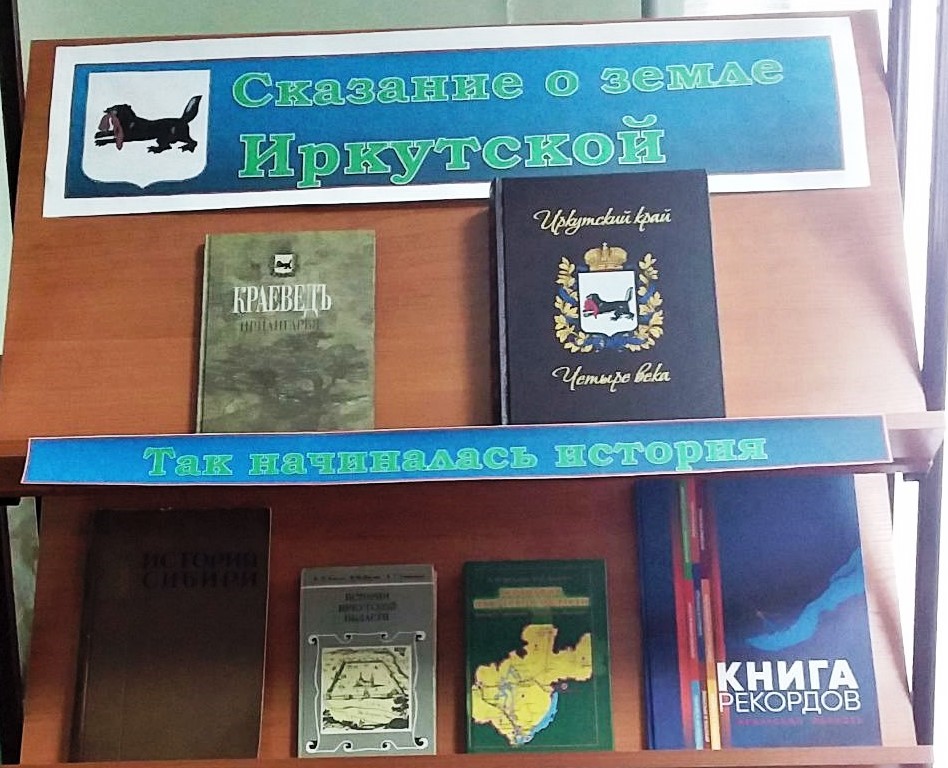 Сказание о земле
Иркутской
КРАЕВЕДЪ
ПРИАНГАРЬЯ
Иркутский край
Четыре века
Так начиналась история
ИСТОРИЯ
СИБИРИ
ИСТОРИЯ
ИРКУТСКОЙ
ОБЛАСТИ
КНИГА
РЕКОРДОВ